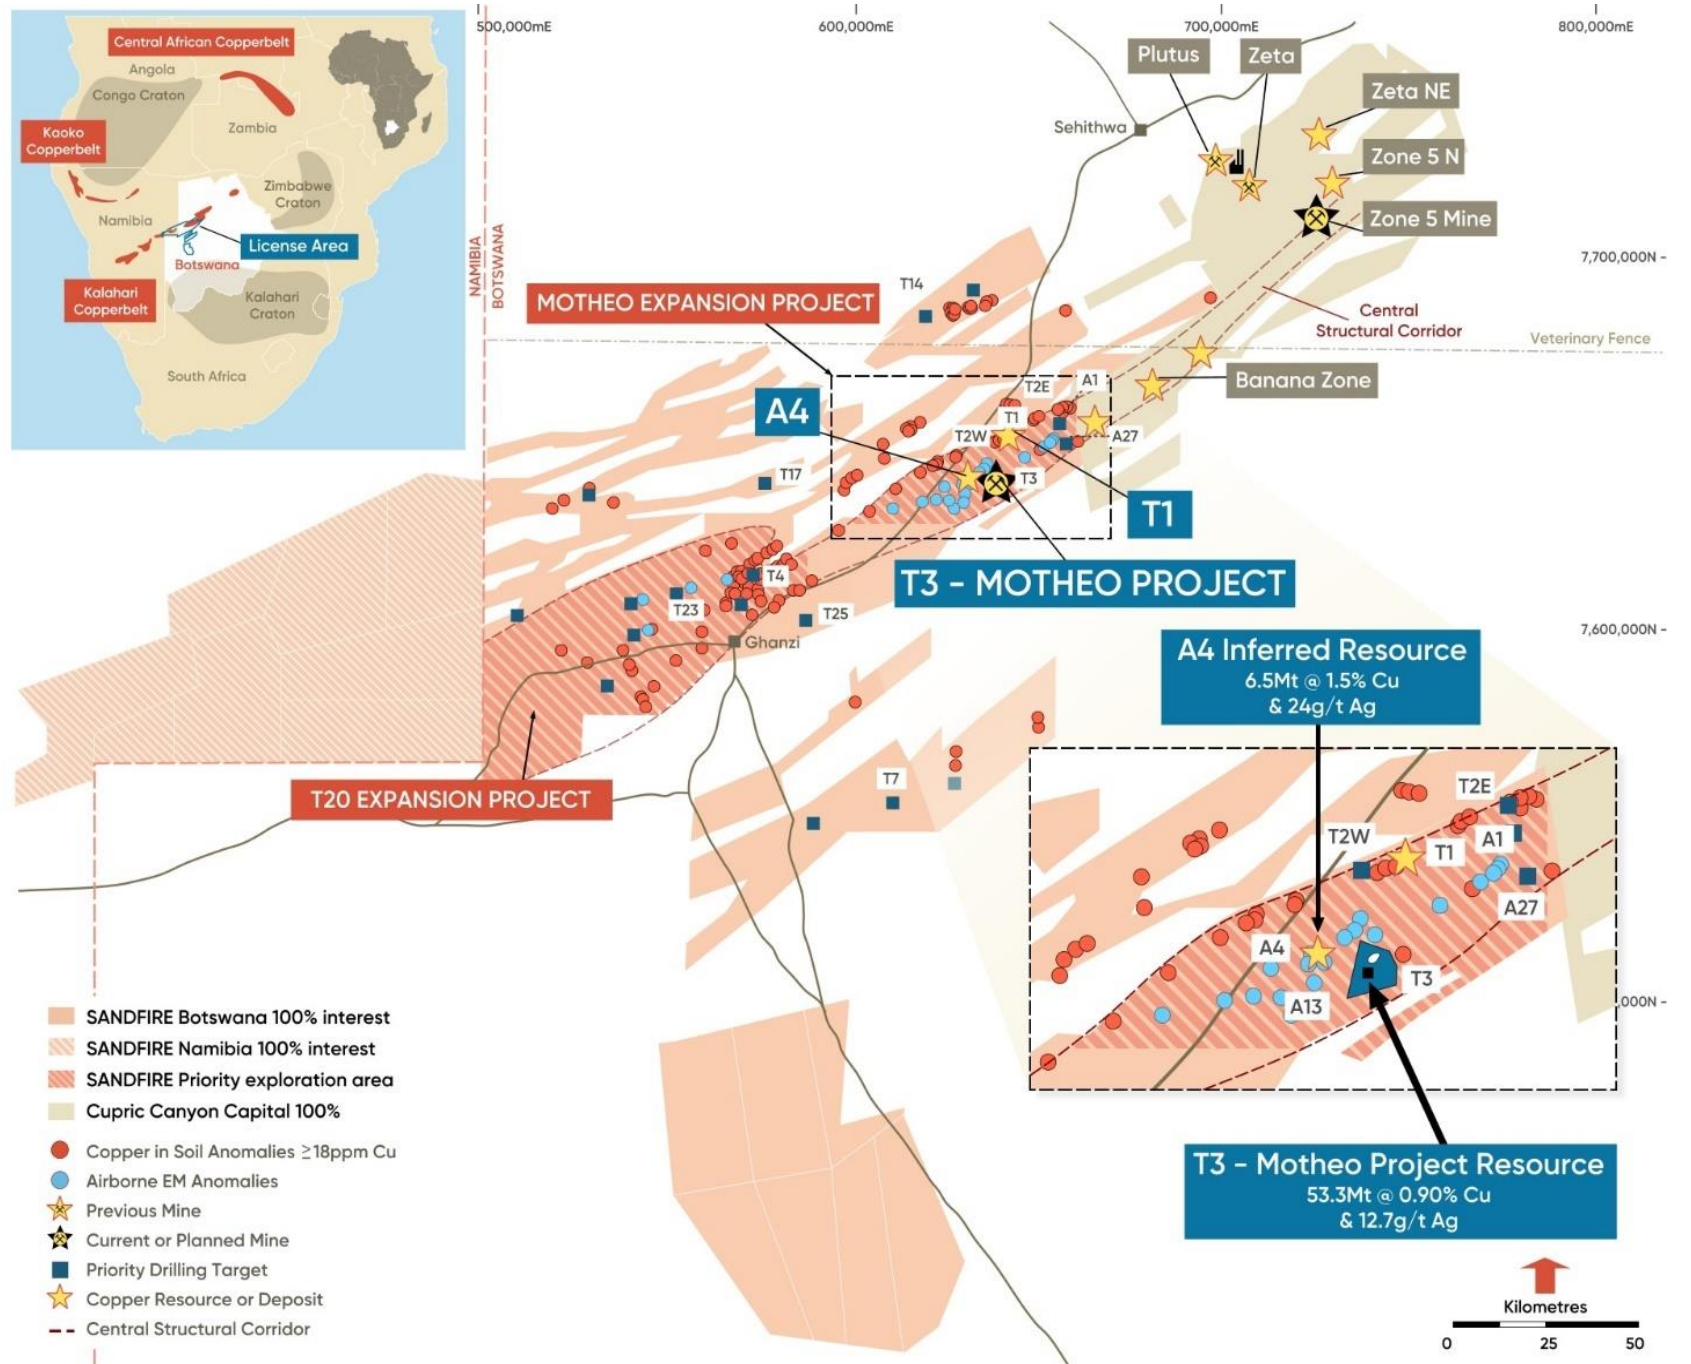 500,000mE
600,000mE
700,000mE
800,000mE
Central African Copperbelt
Angola
Congo Craton
Kaoko
Copperbelt
Zambia
Zimbabwe
Craton
Namibia
License Area
Botswana
Kalahari
Copperbelt
Kalahari
Craton
South Africa
NAMIBIA
BOTSWANA
Plutus
Zeta
Zeta NE
Sehithwa
Zone 5 N
Zone 5 Mine
7,700,000N
Central
Structural Corridor
Veterinary Fence
T14
MOTHEO EXPANSION PROJECT
Banana Zone
T2E
A1
A4
T1
T2W
A27
T3
T17
T1
T3 - MOTHEO PROJECT
T4
T23
T25
Ghanzi
7,600,000N
A4 Inferred Resource
6.5Mt @ 1.5% Cu
& 24g/t Ag
T20 EXPANSION PROJECT
T7
T2E
T2W
T1
A1
A27
A4
T3
A13
,000N
T3 - Motheo Project Resource
53.3Mt @ 0.90% Cu
& 12.7g/t Ag
SANDFIRE Botswana 100% interest
SANDFIRE Namibia 100% interest
SANDFIRE Priority exploration area
Cupric Canyon Capital 100%
Copper in Soil Anomalies ≥18ppm Cu
Airborne EM Anomalies
Previous Mine
Current or Planned Mine
Priority Drilling Target
Copper Resource or Deposit
Central Structural Corridor
Kilometres
0 25 50